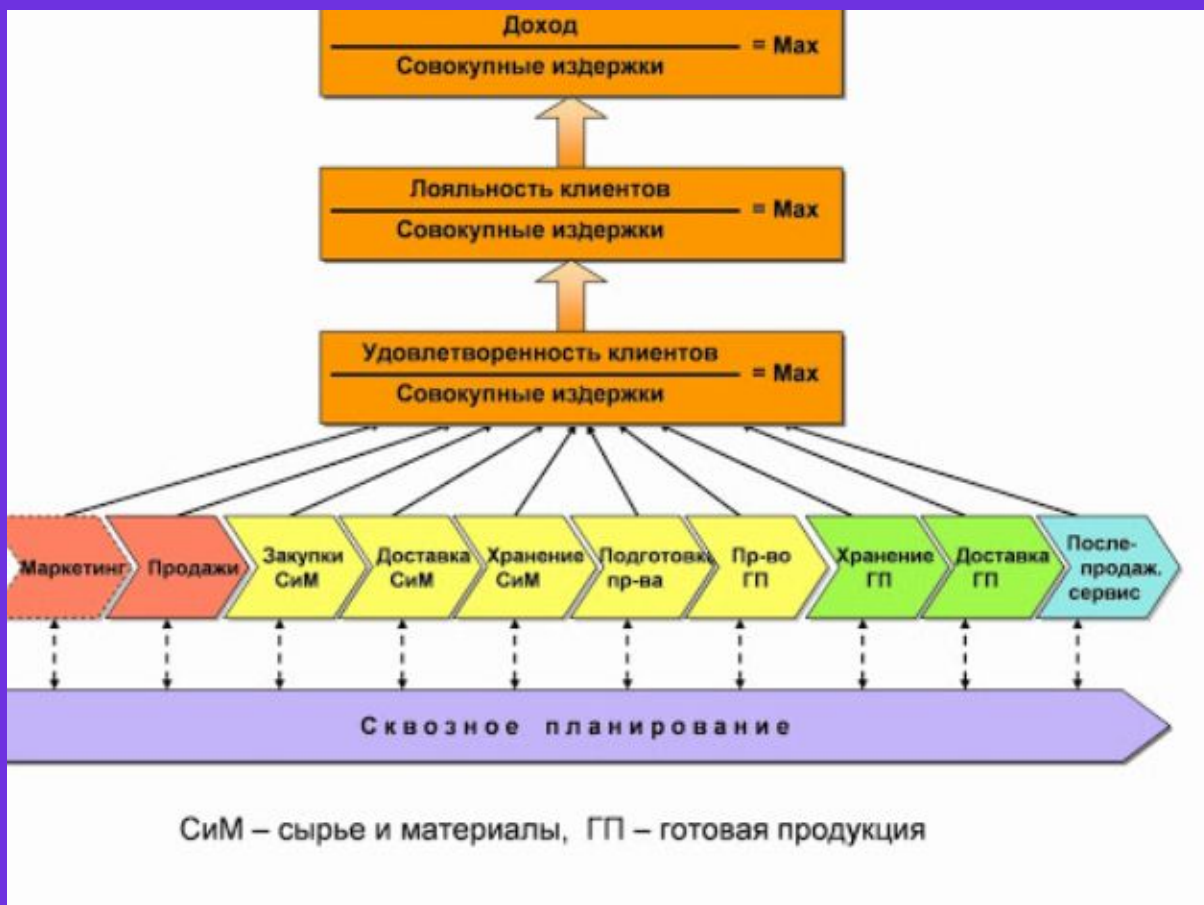 Доход
Совокупные издержки
= Max
Лояльность клиентов
Совокупные издержки
= Max
Удовлетворенность клиентов
Совокупные издержки
= Max
Маркетинг
Продажи
Закупки
СиМ
Доставка
СиМ
Хранение
СиМ
Подготовка
пр-ва
Пр-во
ГП
Хранение
ГП
Доставка
ГП
После-
продаж.
сервис
Сквозное планирование
СиМ – сырье и материалы, ГП – готовая продукция